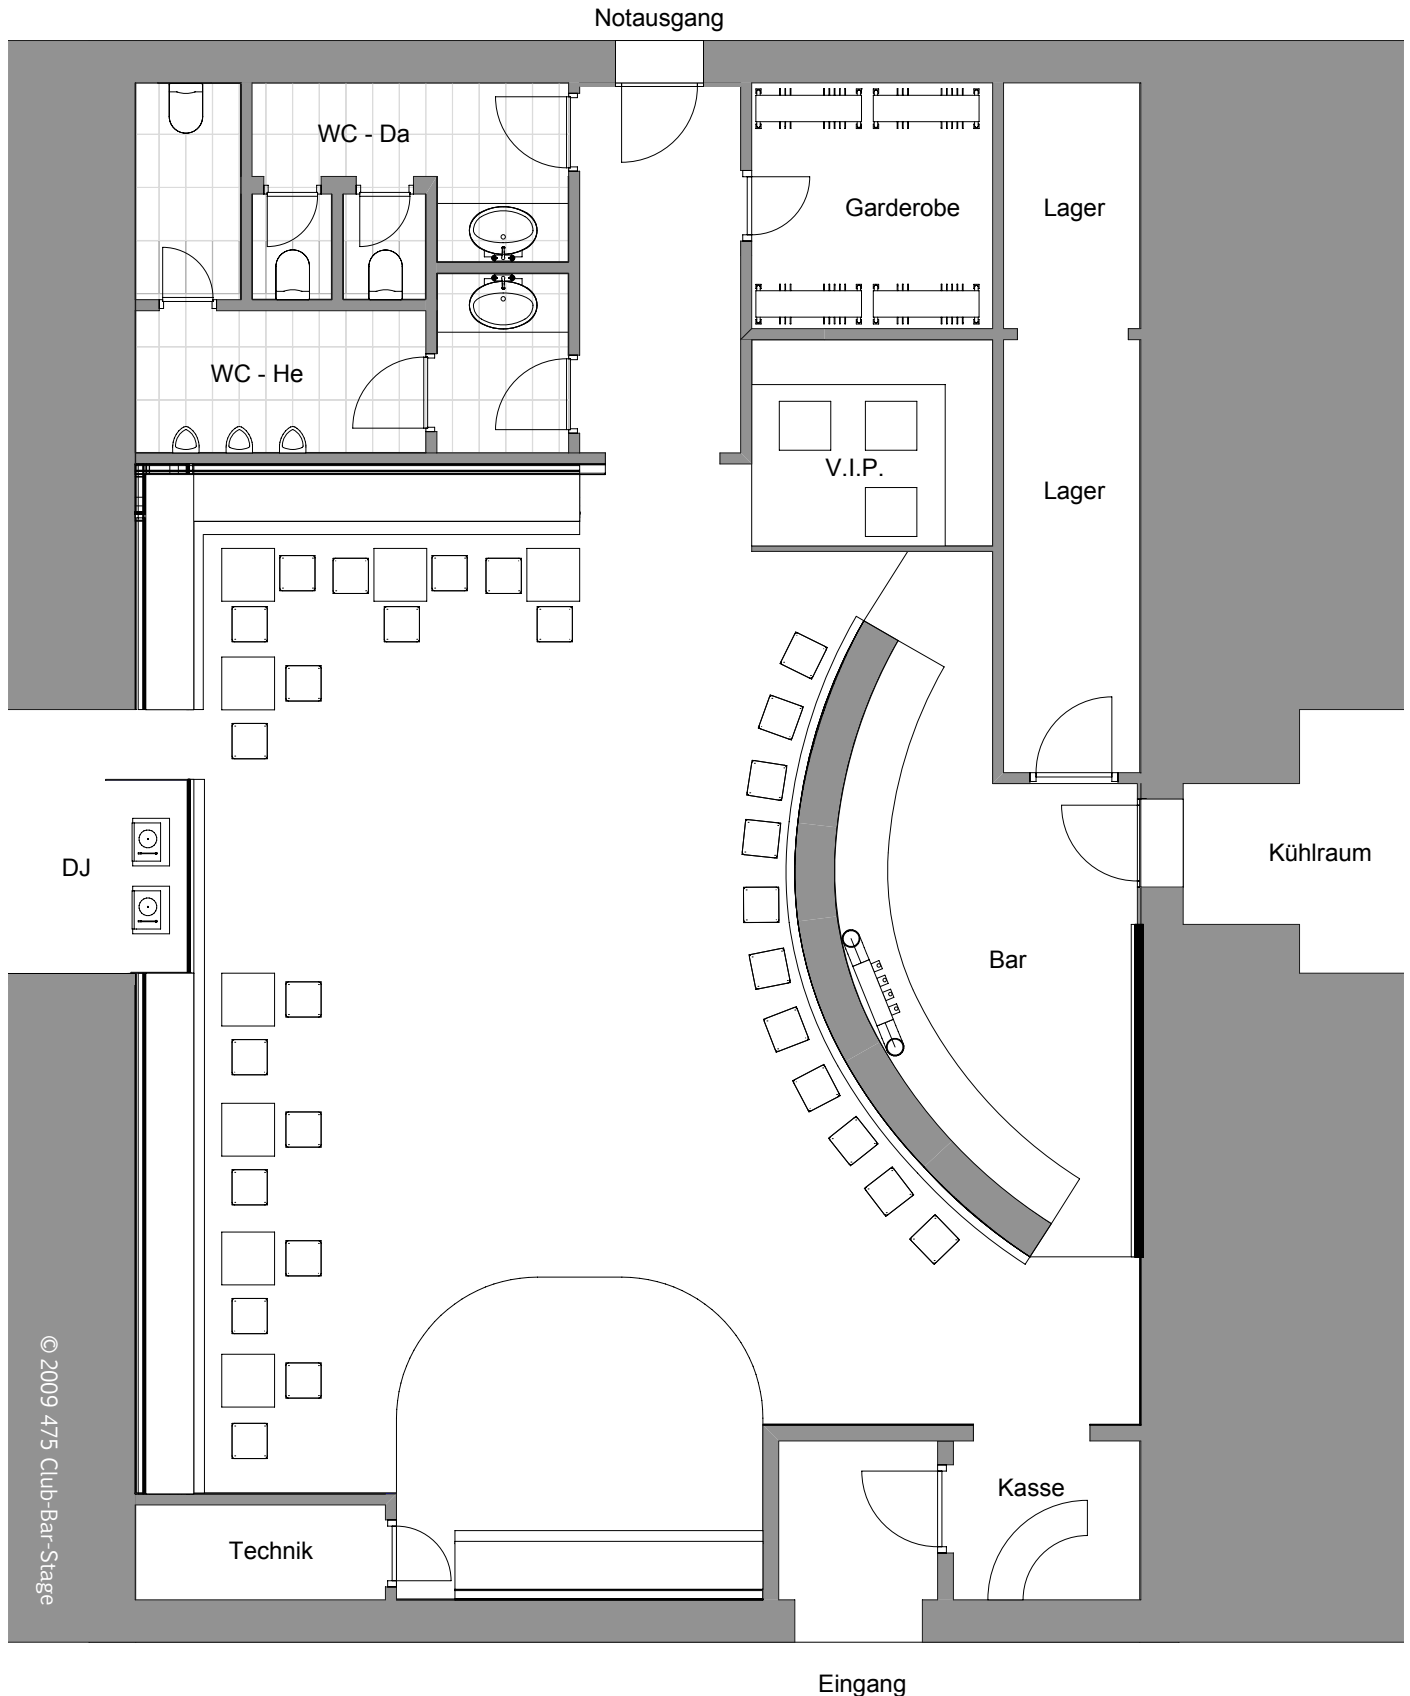 Notausgang
WC - Da
Garderobe
Lager
WC - He
V.I.P.
Lager
DJ
Kühlraum
Bar
Kasse
Technik
© 2009 475 Club-Bar-Stage
Eingang